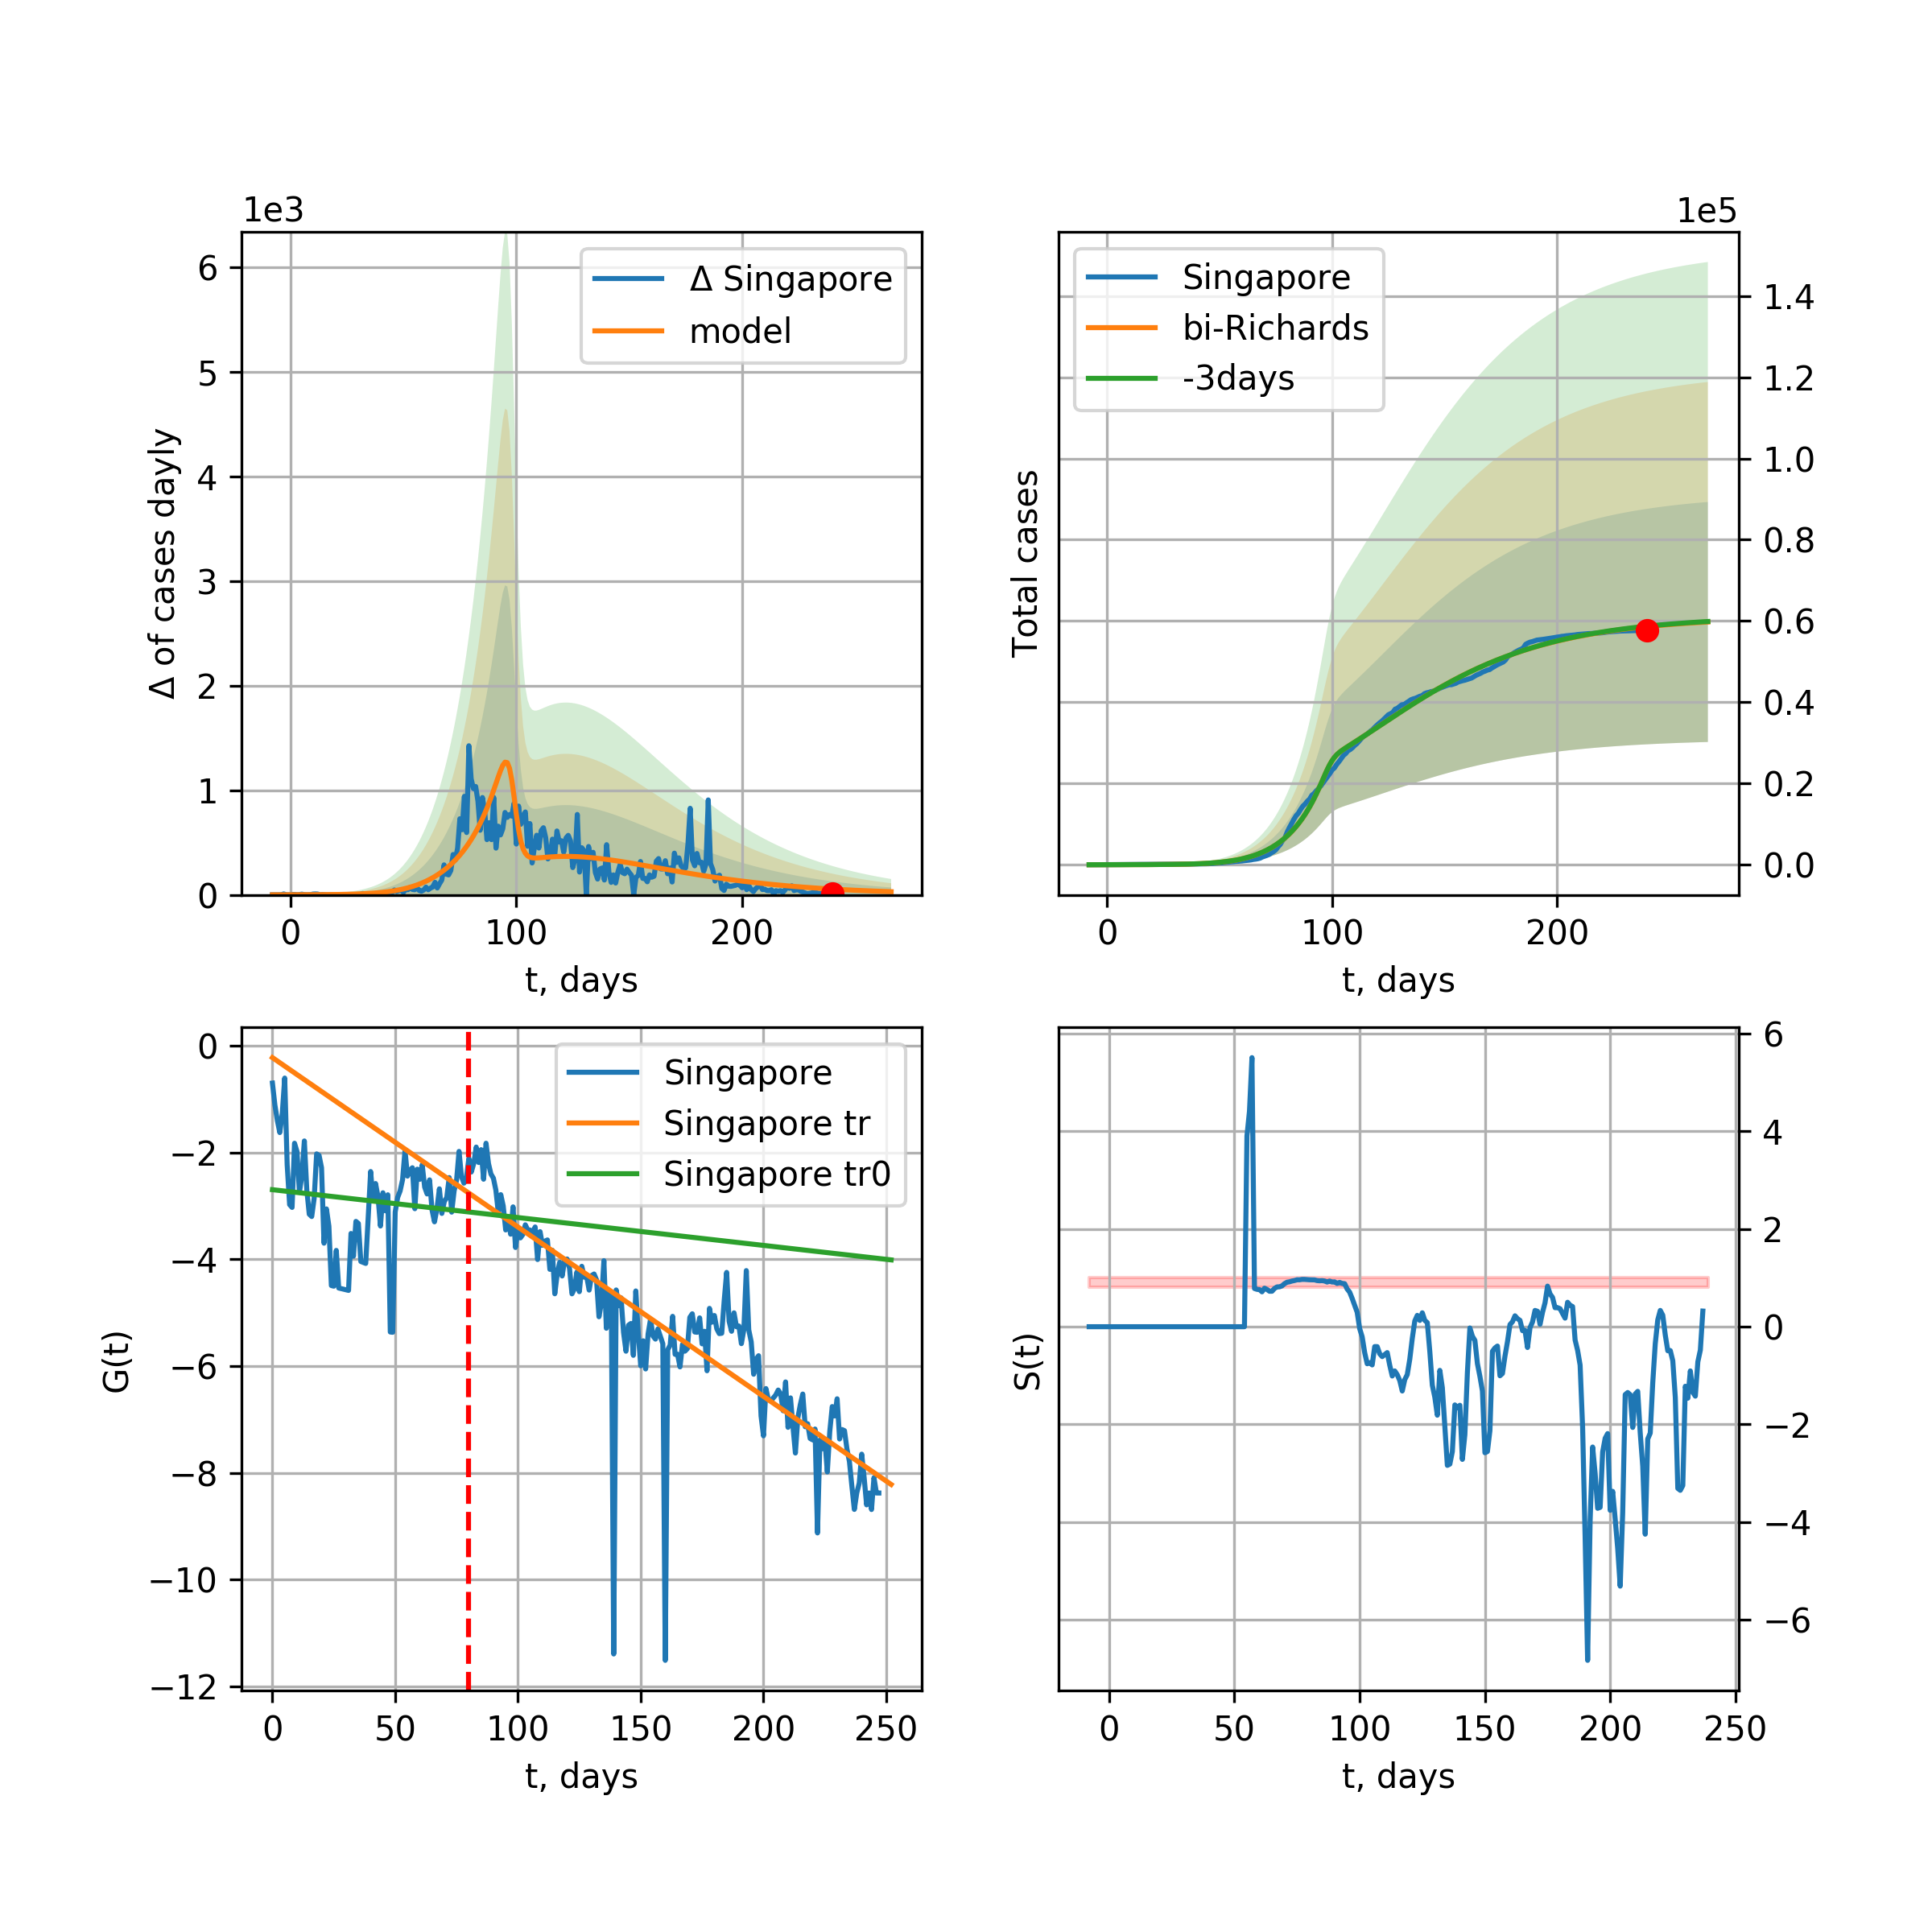 1e3
6
5
4
3
2
1
0
Δ of cases dayly
Δ Singapore
model
0 100 200
t, days
1e5
Singapore
bi-Richards
-3days
Total cases
1.4
1.2
1.0
0.8
0.6
0.4
0.2
0.0
0 100 200
t, days
0
−2
−4
−6
−8
−10
−12
G(t)
Singapore
Singapore tr
Singapore tr0
0 50 100 150 200 250
t, days
S(t)
6
4
2
0
−2
−4
−6
0 50 100 150 200 250
t, days